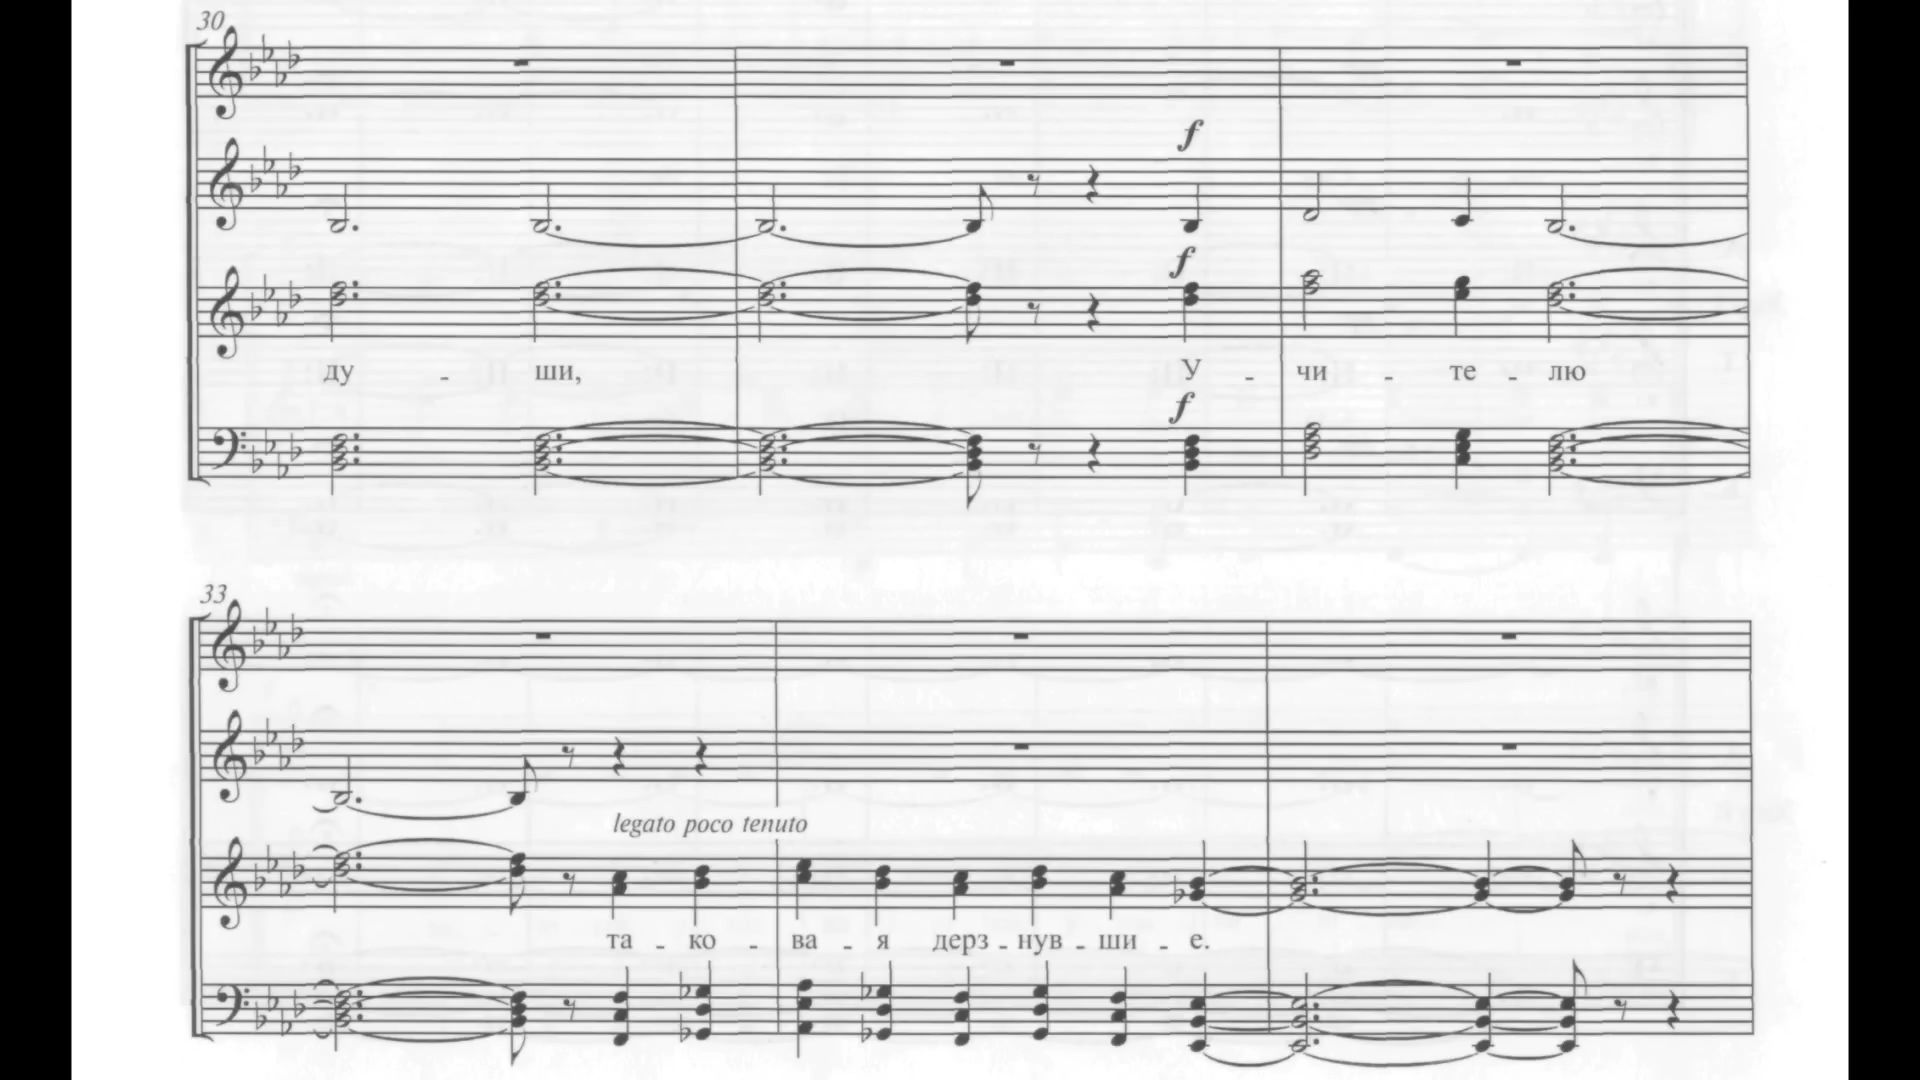 30
f
f
ду - ши, У - чи - те - лю
f
33
legato poco tenuto
та - ко - ва - я дерз - нув - ши - е.